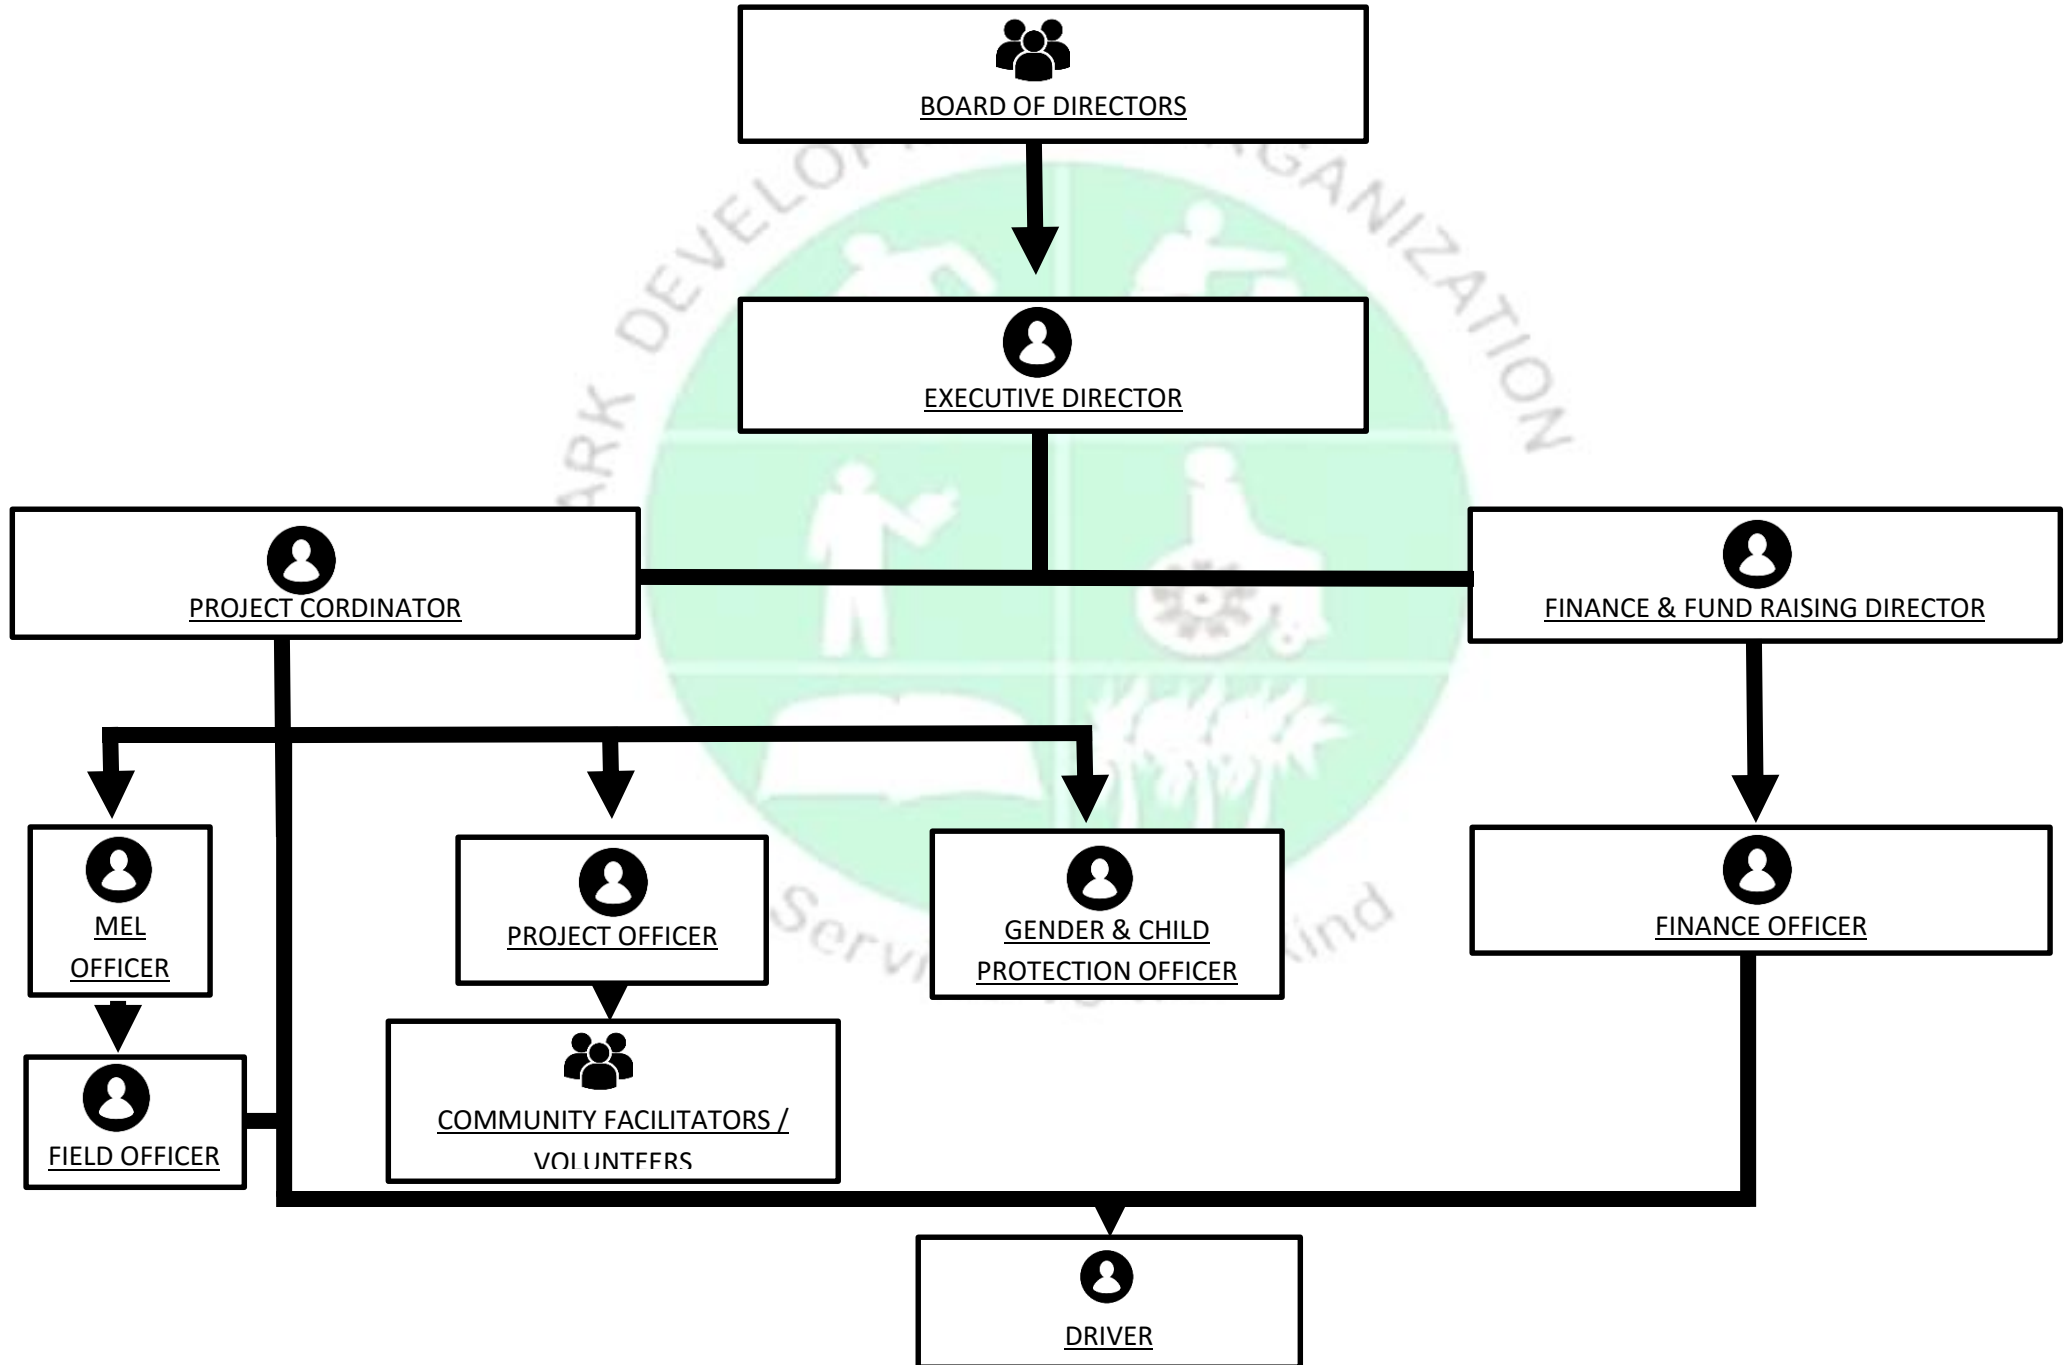 BOARD OF DIRECTORS
EXECUTIVE DIRECTOR
PROJECT CORDINATOR
FINANCE & FUND RAISING DIRECTOR
MEL
OFFICER
PROJECT OFFICER
GENDER & CHILD
PROTECTION OFFICER
FINANCE OFFICER
FIELD OFFICER
COMMUNITY FACILITATORS /
VOLUNTEERS
DRIVER
ORGANIZATION